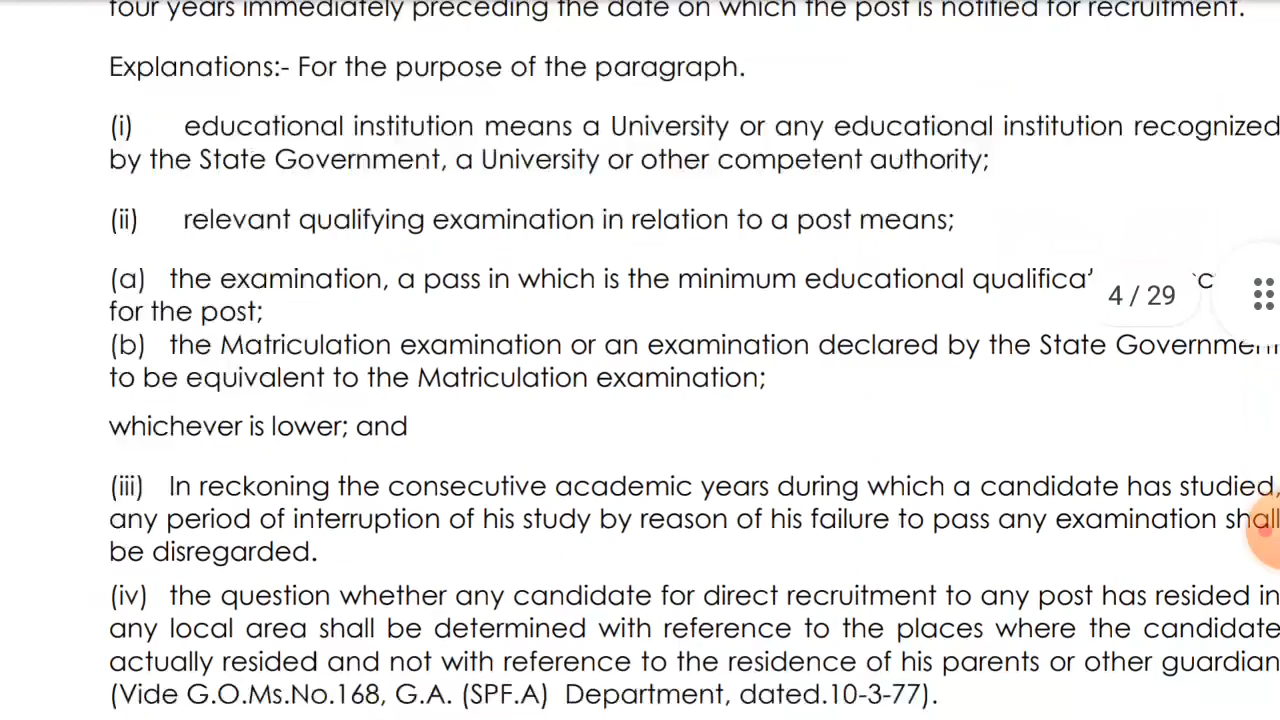 four years immediately preceding the date on which the post is notified for recruitment.
Explanations:- For the purpose of the paragraph.
(i) educational institution means a University or any educational institution recognized
by the State Government, a University or other competent authority;
(ii) relevant qualifying examination in relation to a post means;
(a) the examination, a pass in which is the minimum educational
for the post;
4 / 29
(b) the Matriculation examination or an examination declared by the State Government
to be equivalent to the Matriculation examination;
whichever is lower; and
(iii) In reckoning the consecutive academic years during which a candidate has studied,
any period of interruption of his study by reason of his failure to pass any examination shall
be disregarded.
(iv) the question whether any candidate for direct recruitment to any post has resided in
any local area shall be determined with reference to the places where the candidate
actually resided and not with reference to the residence of his parents or other guardian
(Vide G.O.Ms.No.168, G.A. (SPF.A) Department, dated.10-3-77).